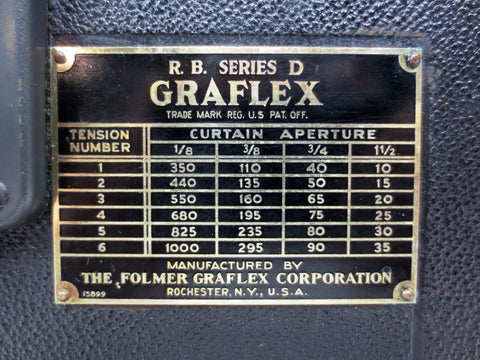 R. B. SERIES D
GRAFLEX
TRADE MARK REG. U.S PAT. OFF.
TENSION NUMBER CURTAIN APERTURE
1/8 3/8 3/4 1 1/2
1 350 110 40 10
2 440 135 50 15
3 550 160 65 20
4 680 195 75 25
5 825 235 80 30
6 1000 295 90 35
MANUFACTURED BY
THE FOLMER GRAFLEX CORPORATION
ROCHESTER, N.Y., U.S.A.
15899